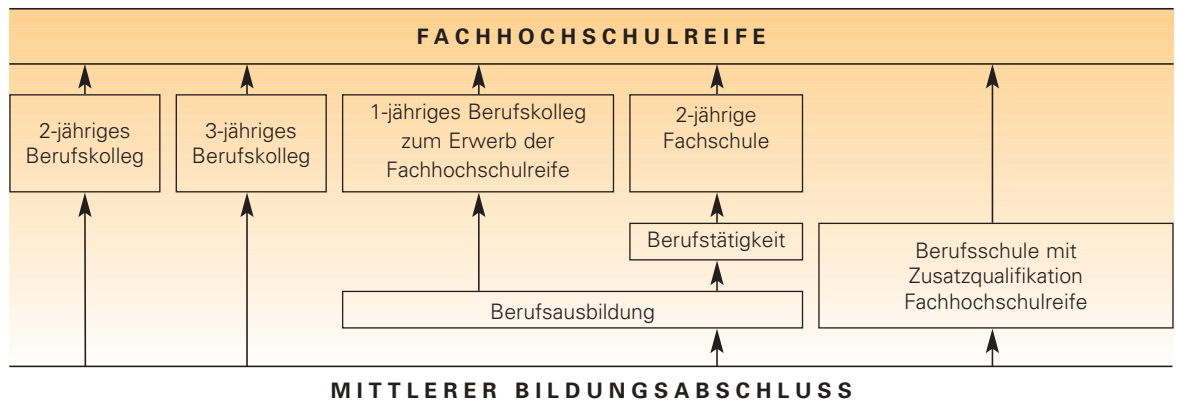 FACHHOCHSCHULREIFE
2-jähriges
Berufskolleg
3-jähriges
Berufskolleg
1-jähriges Berufskolleg
zum Erwerb der
Fachhochschulreife
2-jährige
Fachschule
Berufstätigkeit
Berufsschule mit
Zusatzqualifikation
Fachhochschulreife
Berufsausbildung
MITTLERER BILDUNGSABSCHLUSS